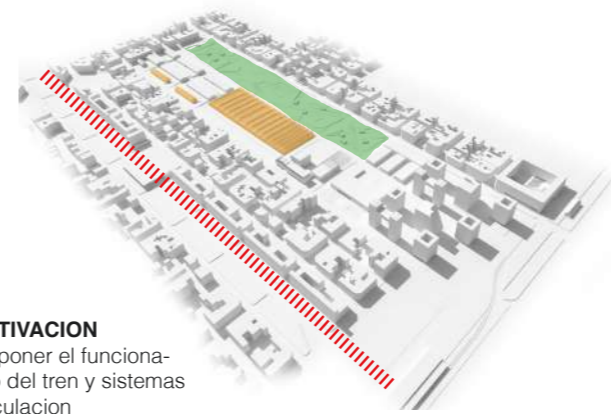 TIVACION
poner el funciona-
o del tren y sistemas
culacion